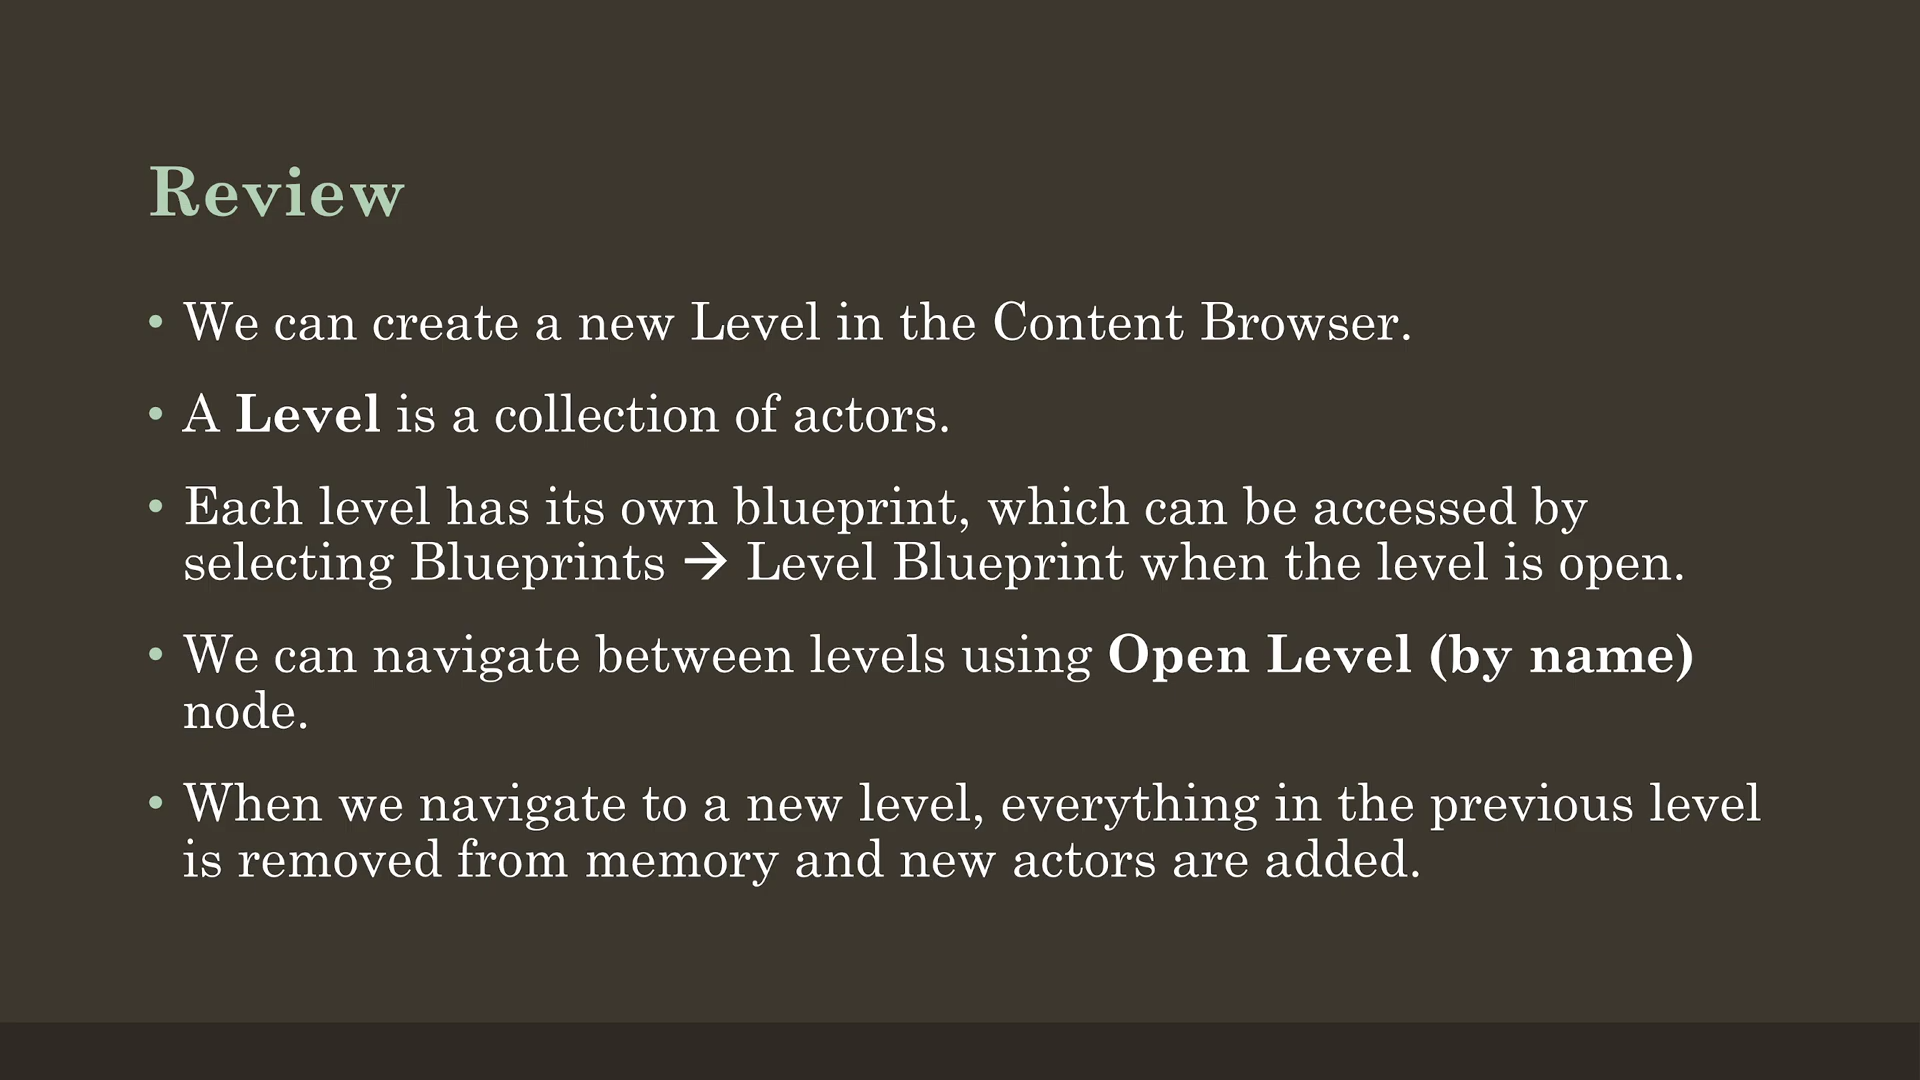 Review
• We can create a new Level in the Content Browser.
• A Level is a collection of actors.
• Each level has its own blueprint, which can be accessed by
selecting Blueprints → Level Blueprint when the level is open.
• We can navigate between levels using Open Level (by name)
node.
• When we navigate to a new level, everything in the previous level
is removed from memory and new actors are added.